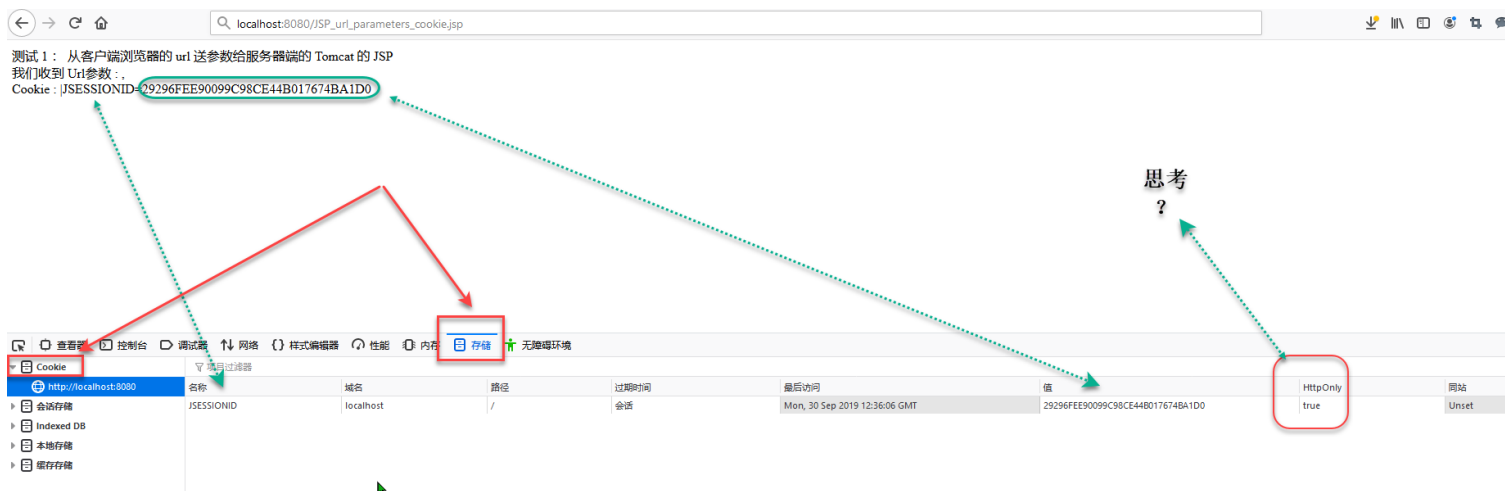 localhost:8080/JSP_url_parameters_cookie.jsp
测试 1： 从客户端浏览器的 url 送参数给服务器端的 Tomcat 的 JSP
我们收到 Url参数 : ,
Cookie : |JSESSIONID=29296FEE90099C98CE44B017674BA1D0
思考
?
查看器 控制台 调试器 网络 {} 样式编辑器 性能 内存 存储 无障碍环境
Cookie 项目过滤器
http://localhost:8080 名称 域名 路径 过期时间 最后访问 值 HttpOnly 同站
会话存储 JSESSIONID localhost / 会话 Mon, 30 Sep 2019 12:36:06 GMT 29296FEE90099C98CE44B017674BA1D0 true Unset
Indexed DB
本地存储
缓存存储